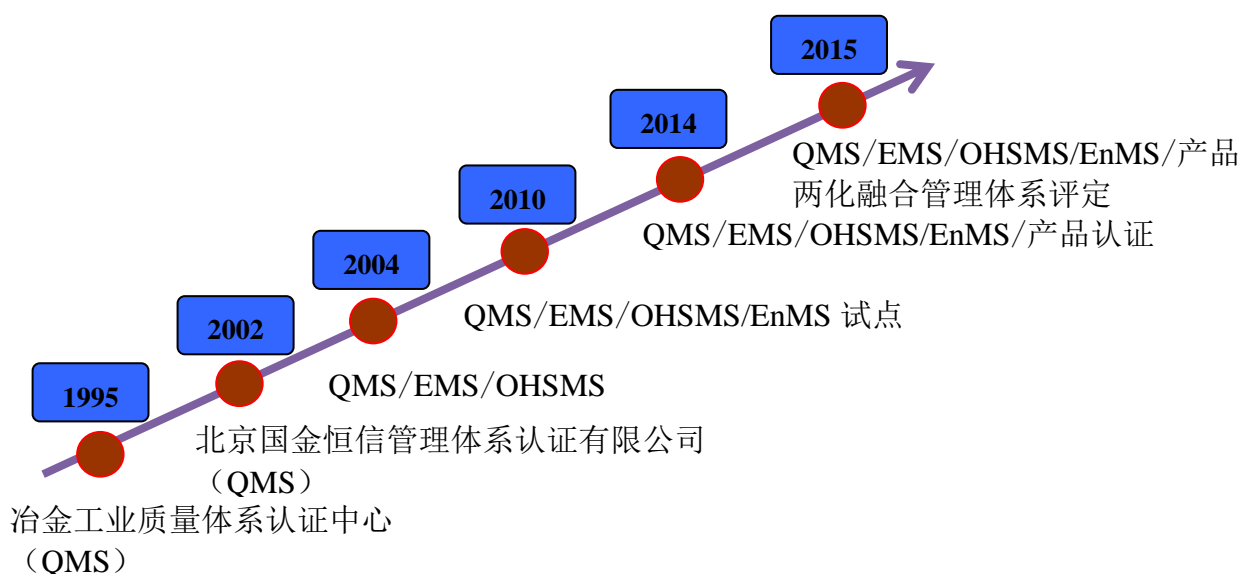 2015
2014
QMS/EMS/OHSMS/EnMS/产品
两化融合管理体系评定
2010
QMS/EMS/OHSMS/EnMS/产品认证
2004
QMS/EMS/OHSMS/EnMS 试点
2002
QMS/EMS/OHSMS
1995
北京国金恒信管理体系认证有限公司
（QMS）
冶金工业质量体系认证中心
（QMS）